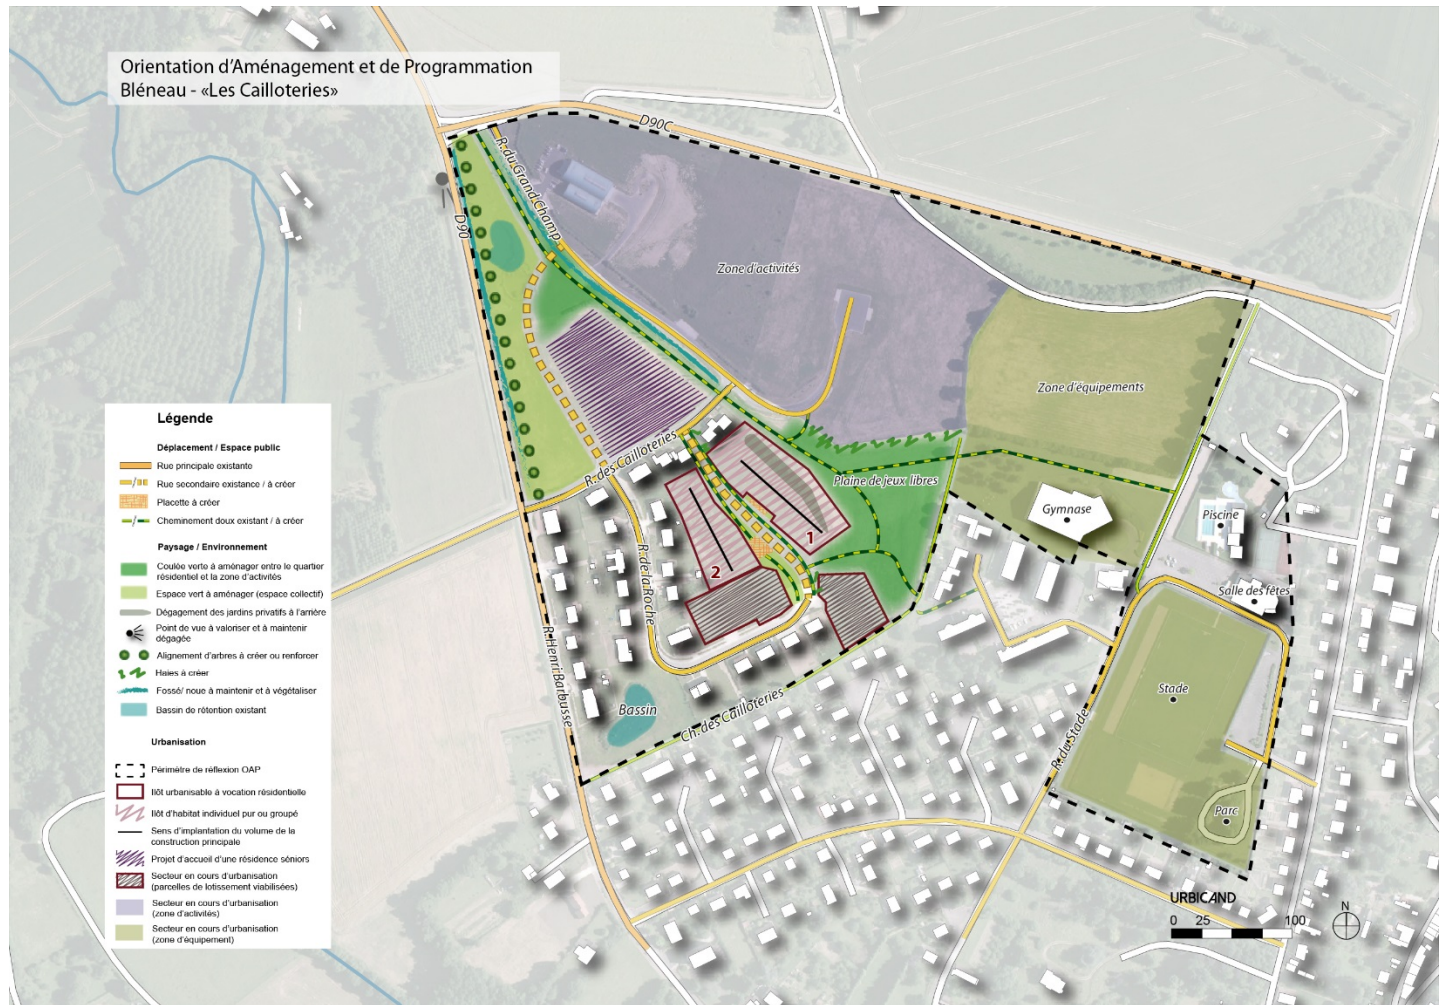 Orientation d'Aménagement et de Programmation
Bléneau - «Les Cailloteries»
D90C
R. du Grand Champ
D90
Zone d'activités
Zone d'équipements
Légende
Déplacement / Espace public
Rue principale existante
Rue secondaire existance / à créer
Placette à créer
Cheminement doux existant / à créer
Paysage / Environnement
Coulée verte à aménager entre le quartier
résidentiel et la zone d'activités
Espace vert à aménager (espace collectif)
Dégagement des jardins privatifs à l'arrière
Point de vue à valoriser et à maintenir
dégagée
Alignement d'arbres à créer ou renforcer
Haies à créer
Fossé/ noue à maintenir et à végétaliser
Bassin de rétention existant
Urbanisation
Périmètre de réflexion OAP
Ilôt urbanisable à vocation résidentielle
Ilôt d'habitat individuel pur ou groupé
Sens d'implantation du volume de la
construction principale
Projet d'accueil d'une résidence séniors
Secteur en cours d'urbanisation
(parcelles de lotissement viabilisées)
Secteur en cours d'urbanisation
(zone d'activités)
Secteur en cours d'urbanisation
(zone d'équipement)
R. des Cailloteries
Plaine de jeux libres
Gymnase
Piscine
1
2
R. de la Roche
Salle des fêtes
R. Henri Barbusse
Bassin
Ch. des Cailloteries
Stade
R. du Stade
Parc
URBICAND
0 25 100
N